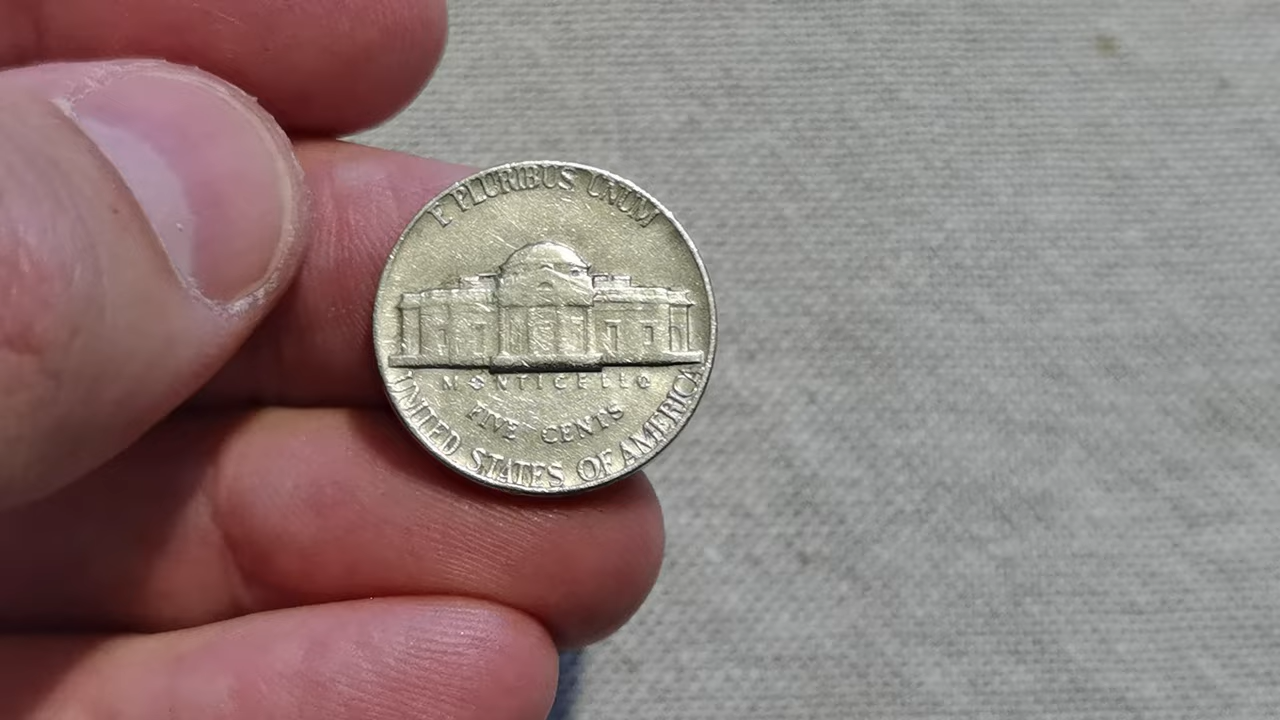 E PLURIBUS UNUM
MONTICELLO
FIVE CENTS
UNITED STATES OF AMERICA